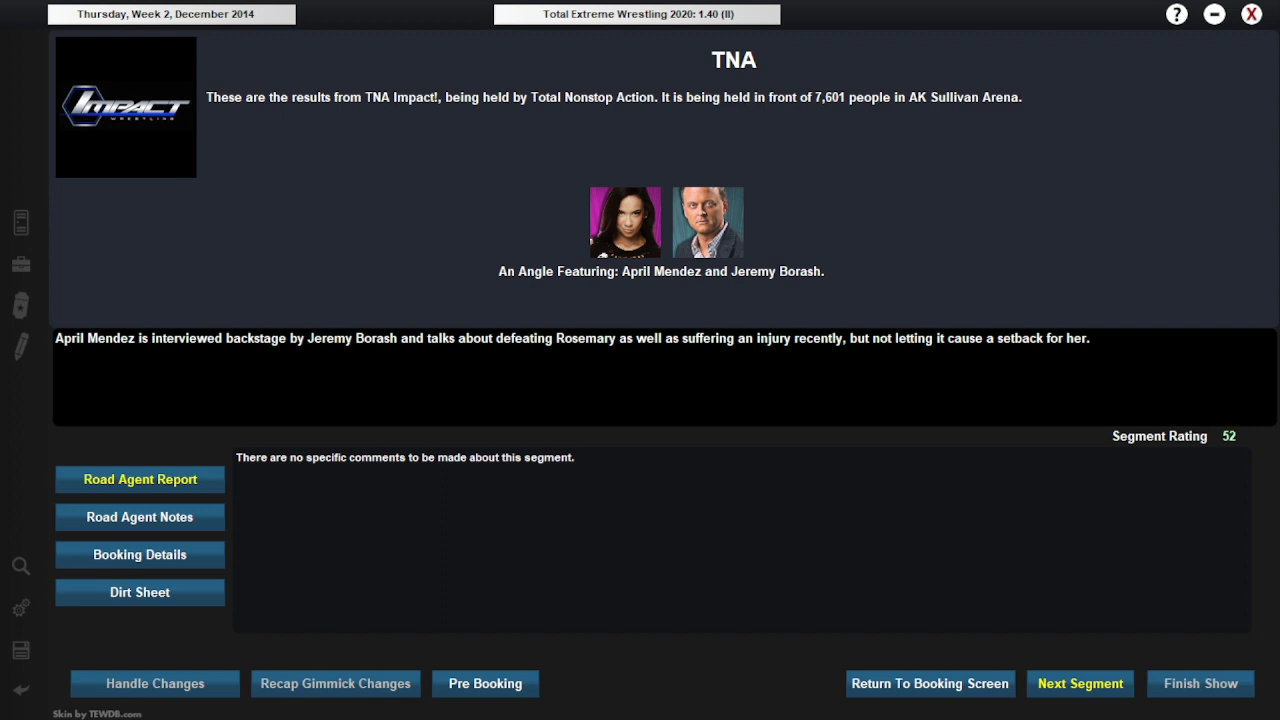 Thursday, Week 2, December 2014
Total Extreme Wrestling 2020: 1.40 (II)
? X
TNA
IMPACT
WRESTLING
These are the results from TNA Impact!, being held by Total Nonstop Action. It is being held in front of 7,601 people in AK Sullivan Arena.
An Angle Featuring: April Mendez and Jeremy Borash.
April Mendez is interviewed backstage by Jeremy Borash and talks about defeating Rosemary as well as suffering an injury recently, but not letting it cause a setback for her.
Segment Rating 52
There are no specific comments to be made about this segment.
Road Agent Report
Road Agent Notes
Booking Details
Dirt Sheet
Handle Changes Recap Gimmick Changes Pre Booking Return To Booking Screen Next Segment Finish Show
Skin by TEWDB.com